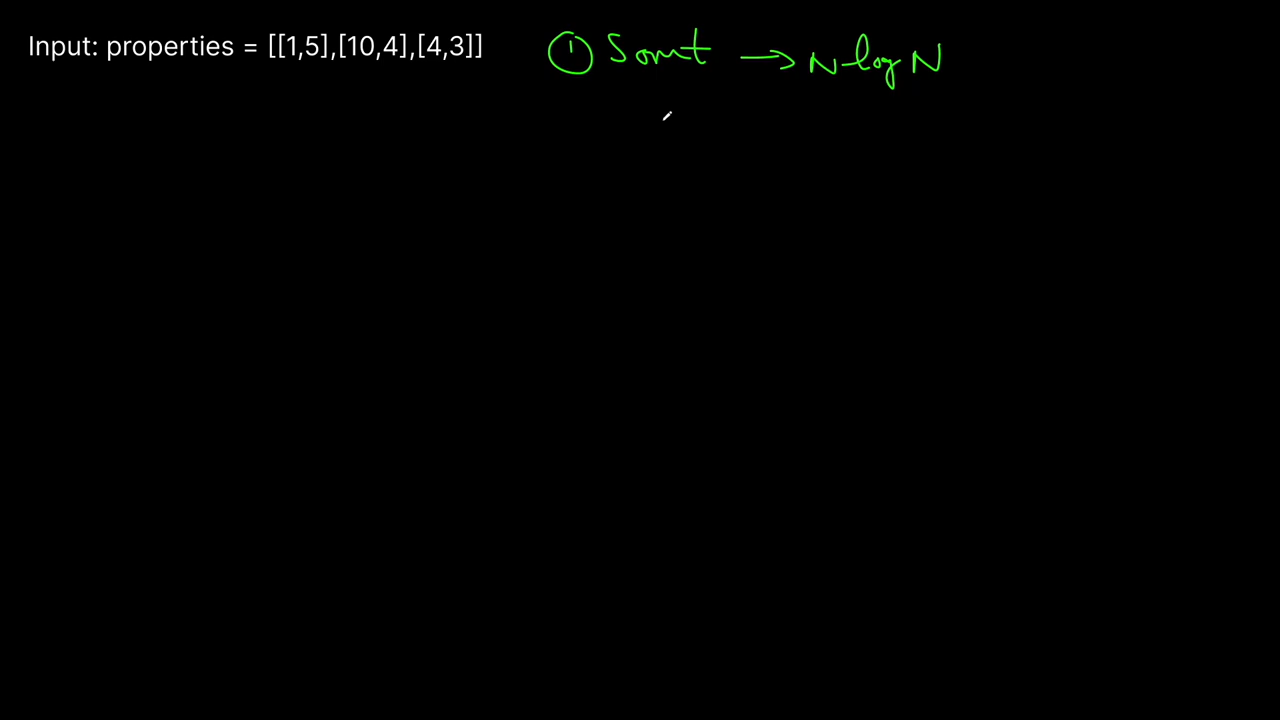 Input: properties = [[1,5],[10,4],[4,3]]
① Sort → N log N